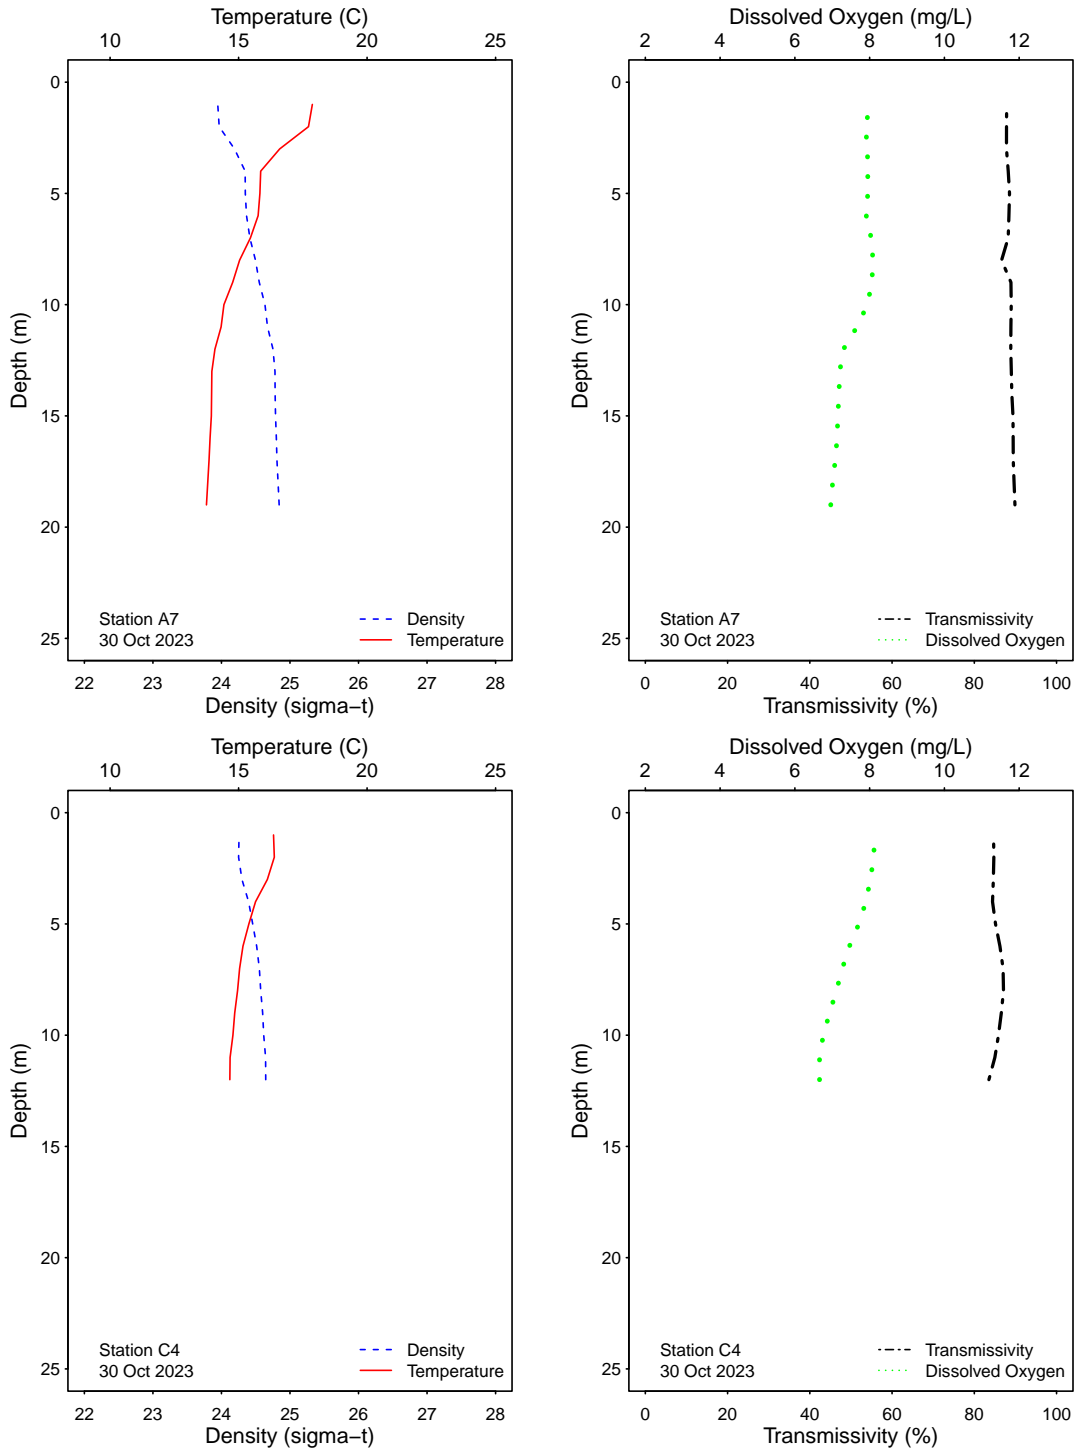 Temperature (C)
10 15 20 25
0
5
10
15
20
25
Depth (m)
Station A7
30 Oct 2023
Density
Temperature
22 23 24 25 26 27 28
Density (sigma−t)
Dissolved Oxygen (mg/L)
2 4 6 8 10 12
0
5
10
15
20
25
Depth (m)
Station A7
30 Oct 2023
Transmissivity
Dissolved Oxygen
0 20 40 60 80 100
Transmissivity (%)
Temperature (C)
10 15 20 25
0
5
10
15
20
25
Depth (m)
Station C4
30 Oct 2023
Density
Temperature
22 23 24 25 26 27 28
Density (sigma−t)
Dissolved Oxygen (mg/L)
2 4 6 8 10 12
0
5
10
15
20
25
Depth (m)
Station C4
30 Oct 2023
Transmissivity
Dissolved Oxygen
0 20 40 60 80 100
Transmissivity (%)